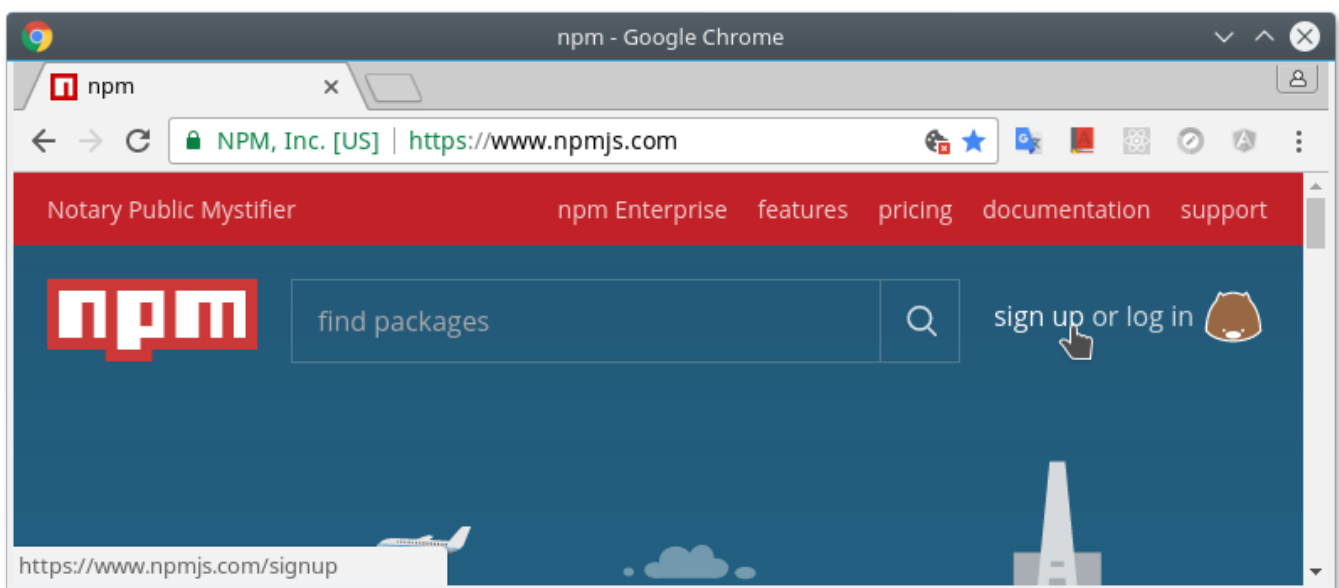 npm - Google Chrome
npm
NPM, Inc. [US] | https://www.npmjs.com
Notary Public Mystifier npm Enterprise features pricing documentation support
npm find packages sign up or log in
https://www.npmjs.com/signup